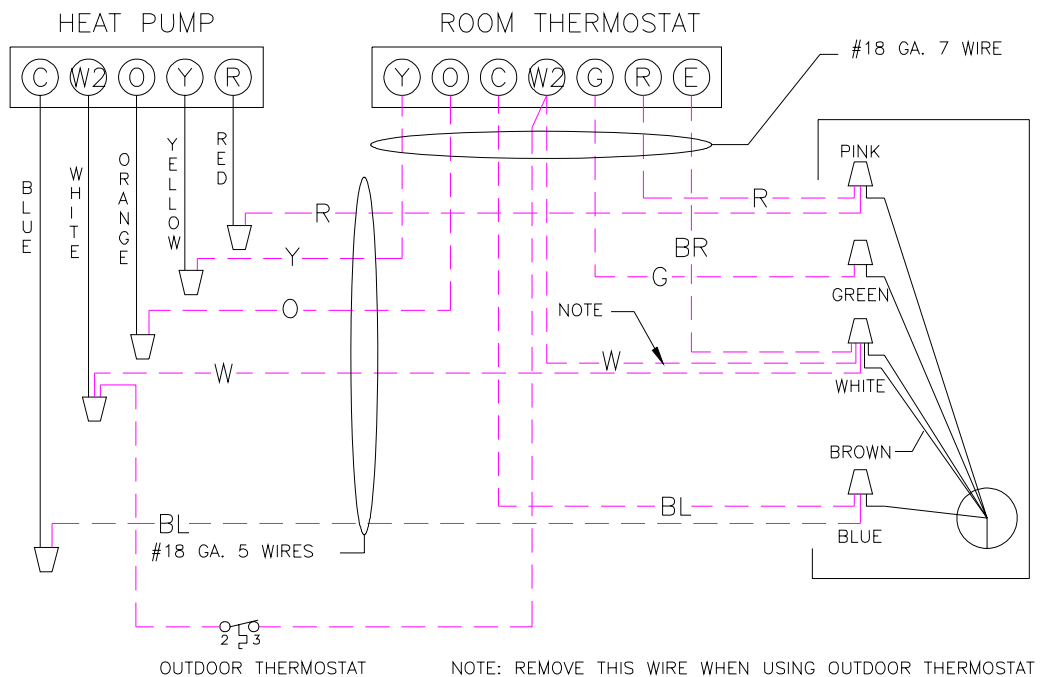 HEAT PUMP
ROOM THERMOSTAT
#18 GA. 7 WIRE
C W2 O Y R
Y O C W2 G R E
BLUE
WHITE
ORANGE
YELLOW
RED
PINK
R
R
BR
Y
G
GREEN
O
NOTE
W
W
WHITE
BROWN
BL
BL
BLUE
#18 GA. 5 WIRES
2 3
OUTDOOR THERMOSTAT
NOTE: REMOVE THIS WIRE WHEN USING OUTDOOR THERMOSTAT